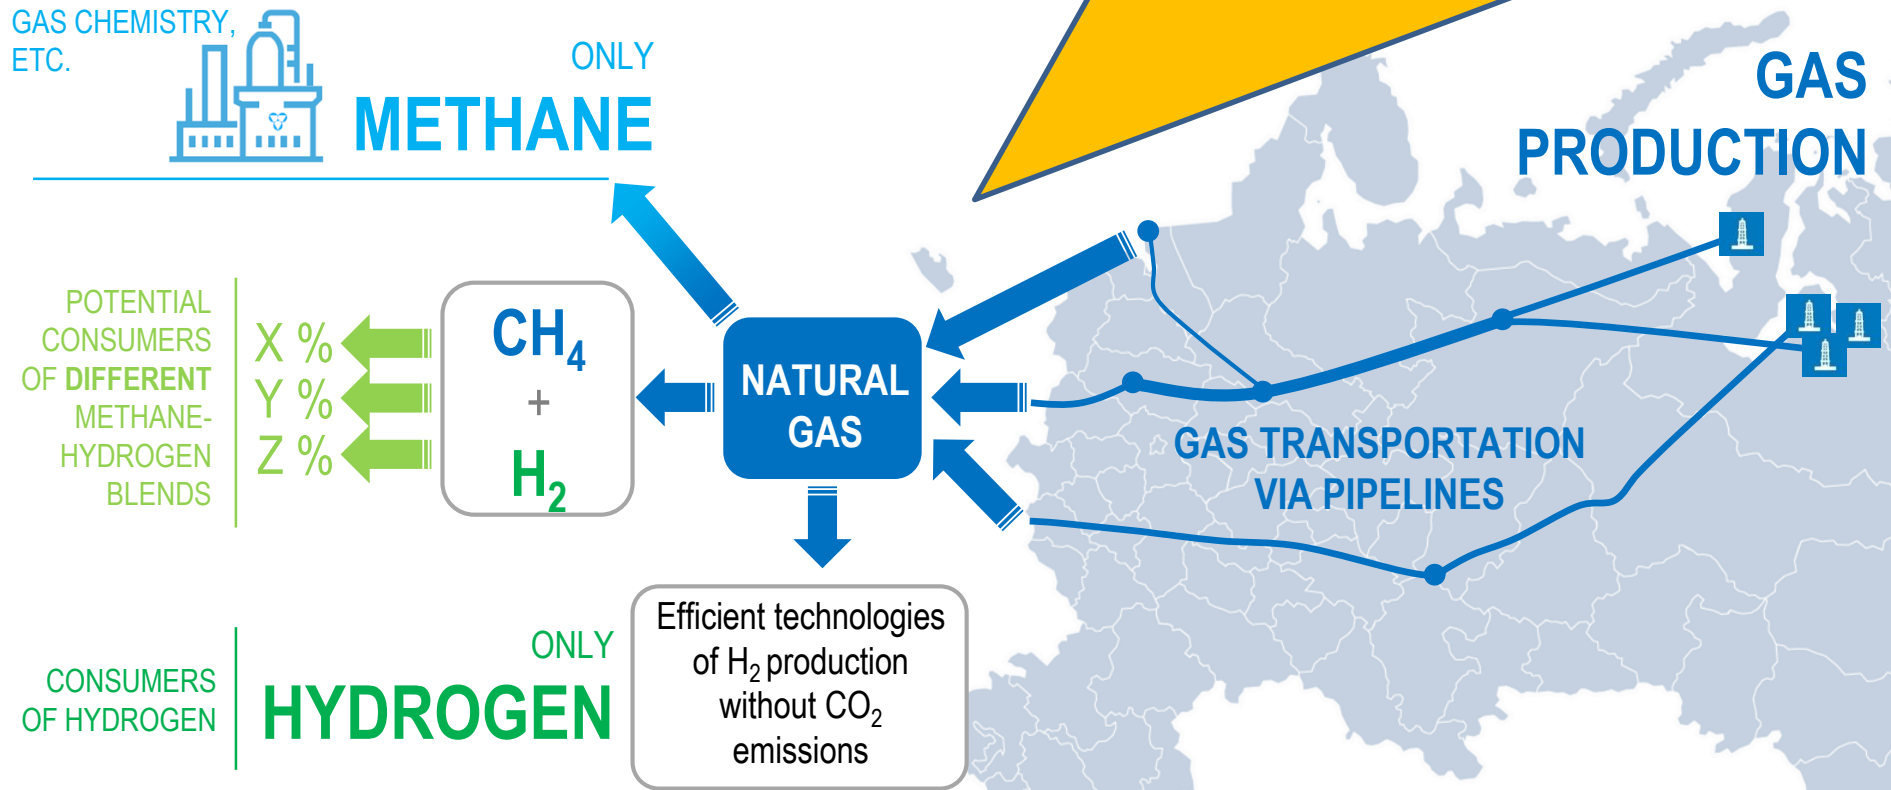 GAS CHEMISTRY,
ETC.
ONLY
METHANE
GAS
PRODUCTION
POTENTIAL
CONSUMERS
OF DIFFERENT
METHANE-
HYDROGEN
BLENDS
X %
Y %
Z %
CH₄
+
H₂
NATURAL
GAS
GAS TRANSPORTATION
VIA PIPELINES
CONSUMERS
OF HYDROGEN
ONLY
HYDROGEN
Efficient technologies
of H₂ production
without CO₂
emissions